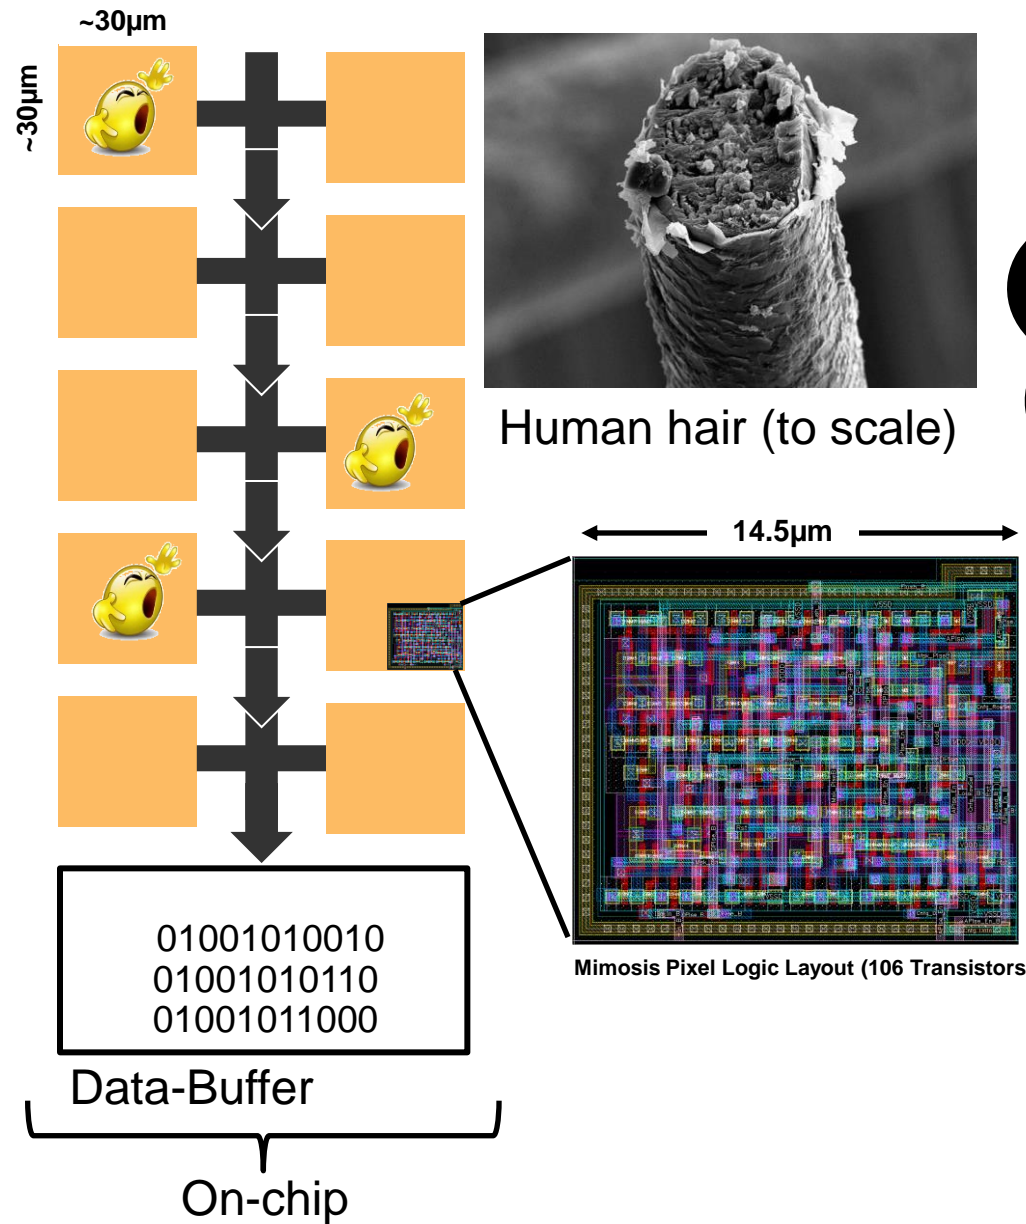 ~30µm
~30µm
Human hair (to scale)
14.5µm
Mimosis Pixel Logic Layout (106 Transistors
01001010010
01001010110
01001011000
Data-Buffer
On-chip